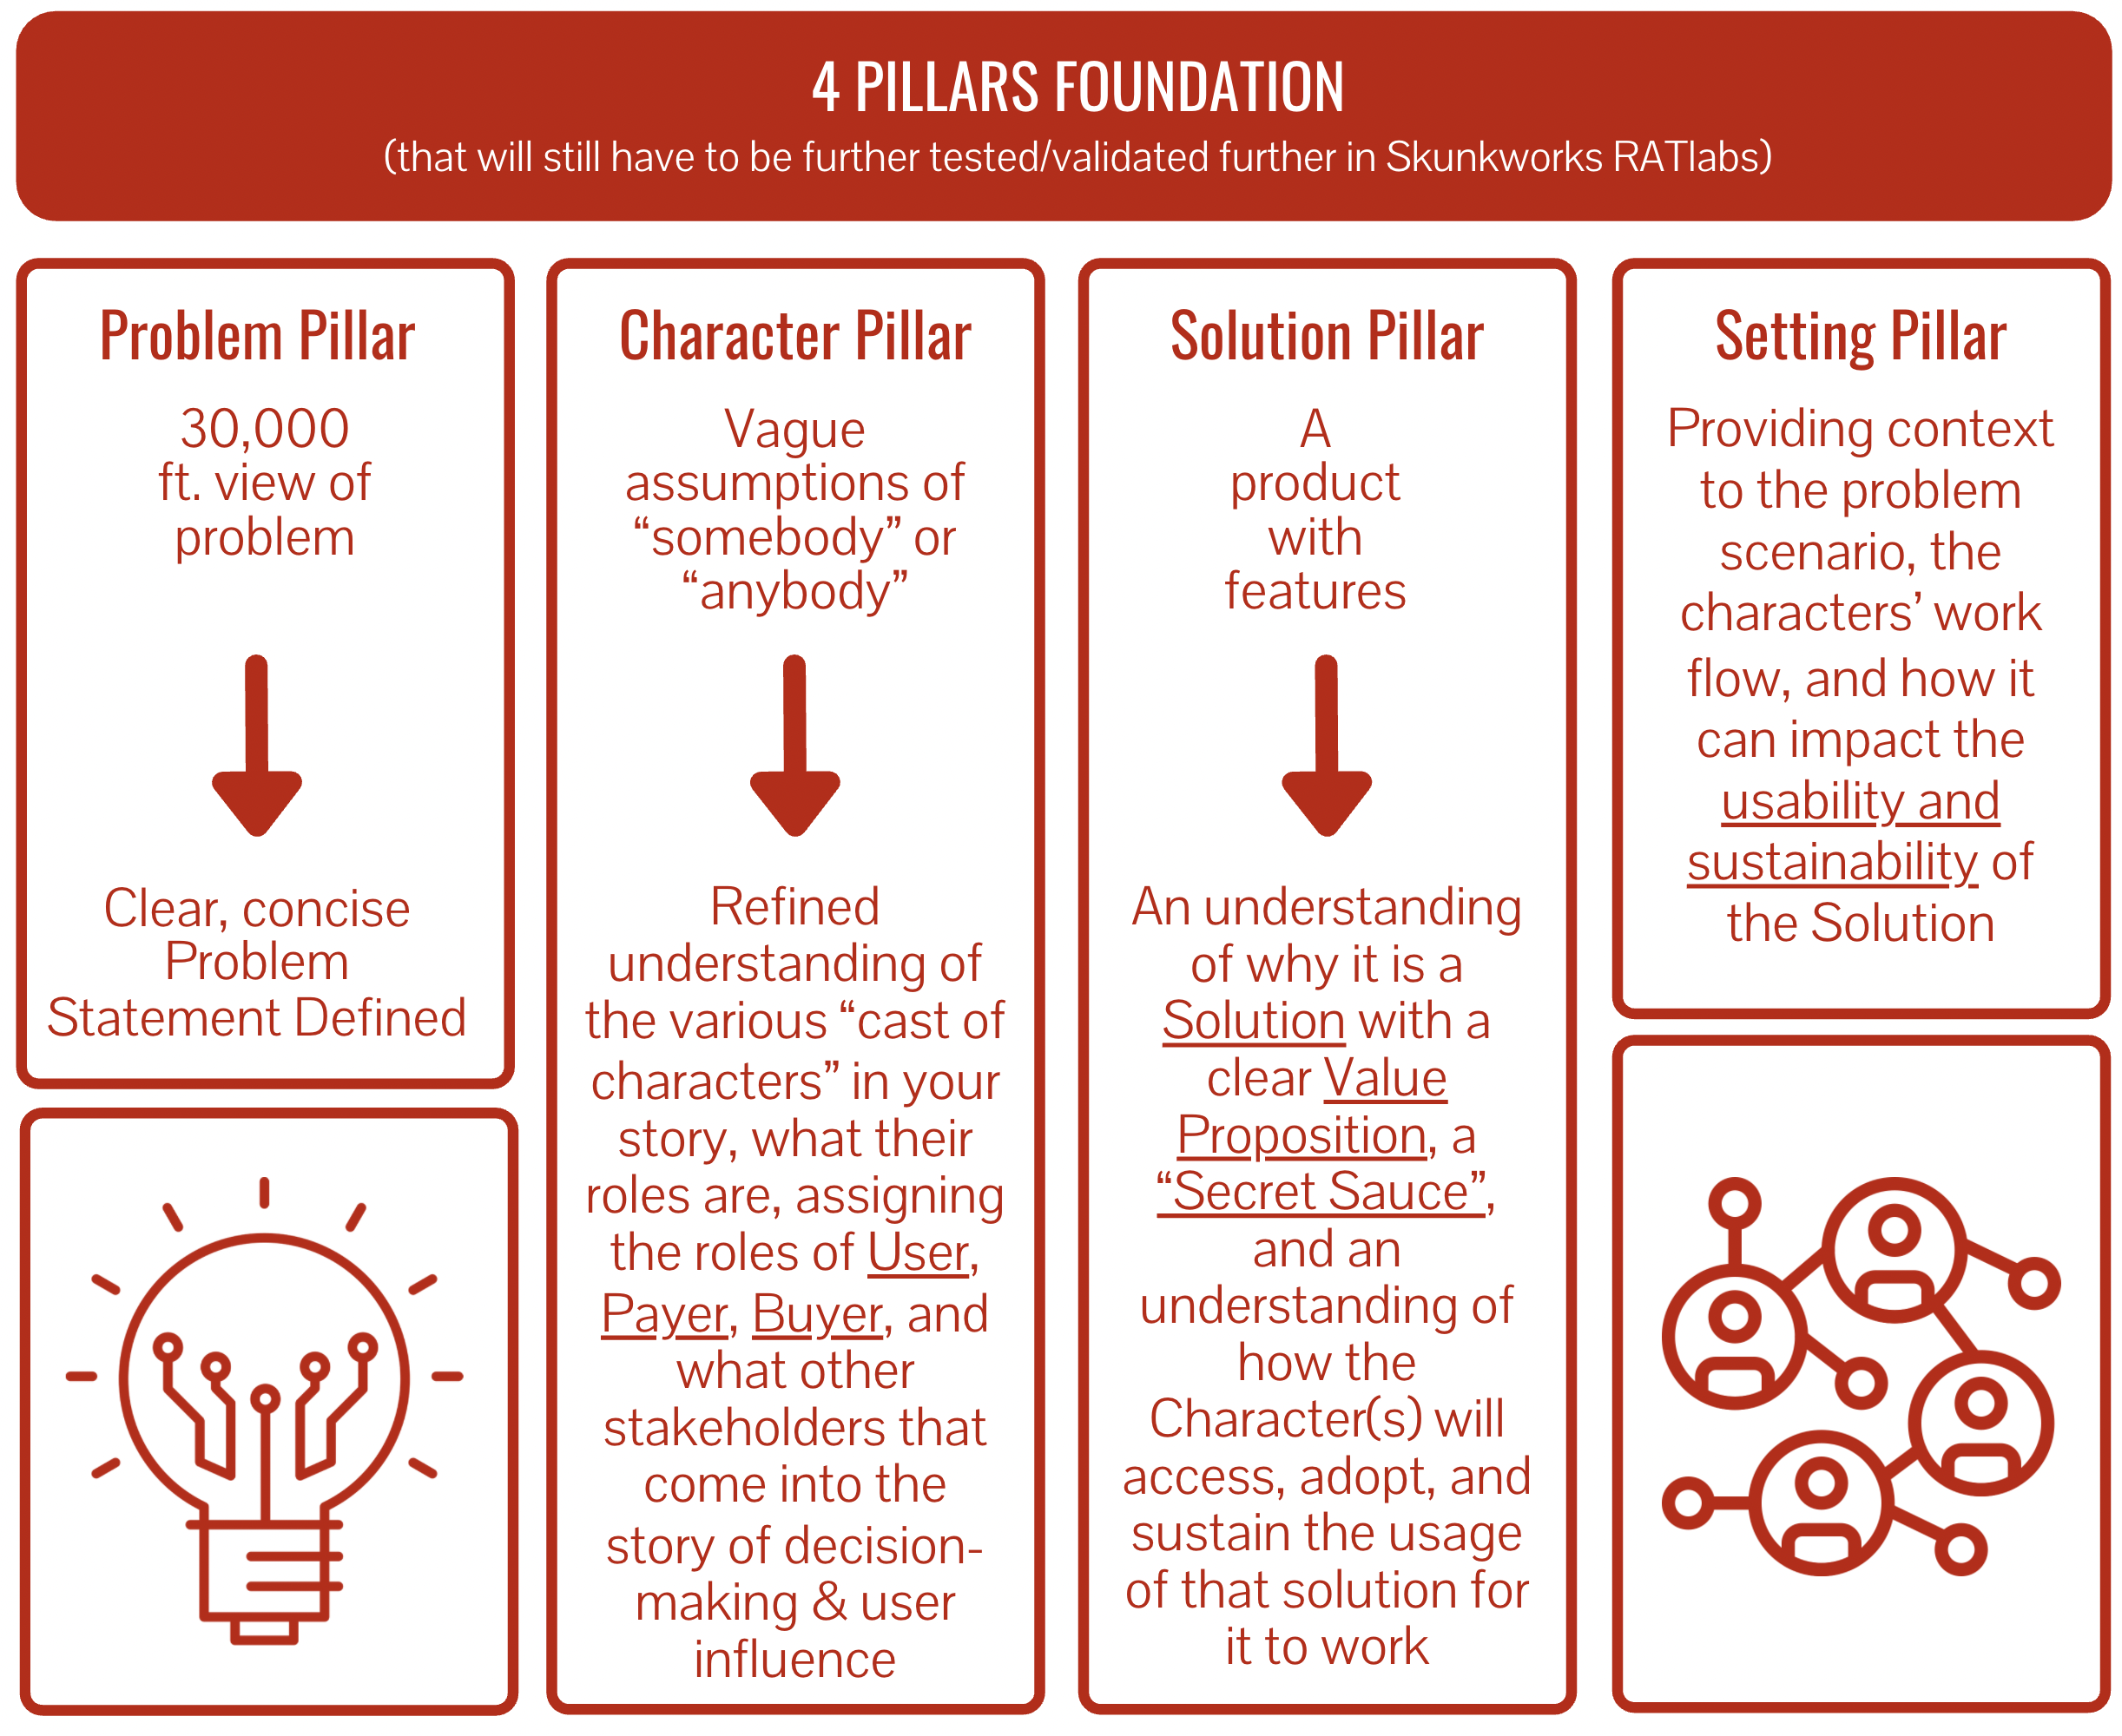 4 PILLARS FOUNDATION
(that will still have to be further tested/validated further in Skunkworks RATlabs)
Problem Pillar
30,000
ft. view of
problem
Clear, concise
Problem
Statement Defined
Character Pillar
Vague
assumptions of
“somebody” or
“anybody”
Refined
understanding of
the various “cast of
characters” in your
story, what their
roles are, assigning
the roles of User,
Payer, Buyer, and
what other
stakeholders that
come into the
story of decision-
making & user
influence
Solution Pillar
A
product
with
features
An understanding
of why it is a
Solution with a
clear Value
Proposition, a
“Secret Sauce”,
and an
understanding of
how the
Character(s) will
access, adopt, and
sustain the usage
of that solution for
it to work
Setting Pillar
Providing context
to the problem
scenario, the
characters’ work
flow, and how it
can impact the
usability and
sustainability of
the Solution